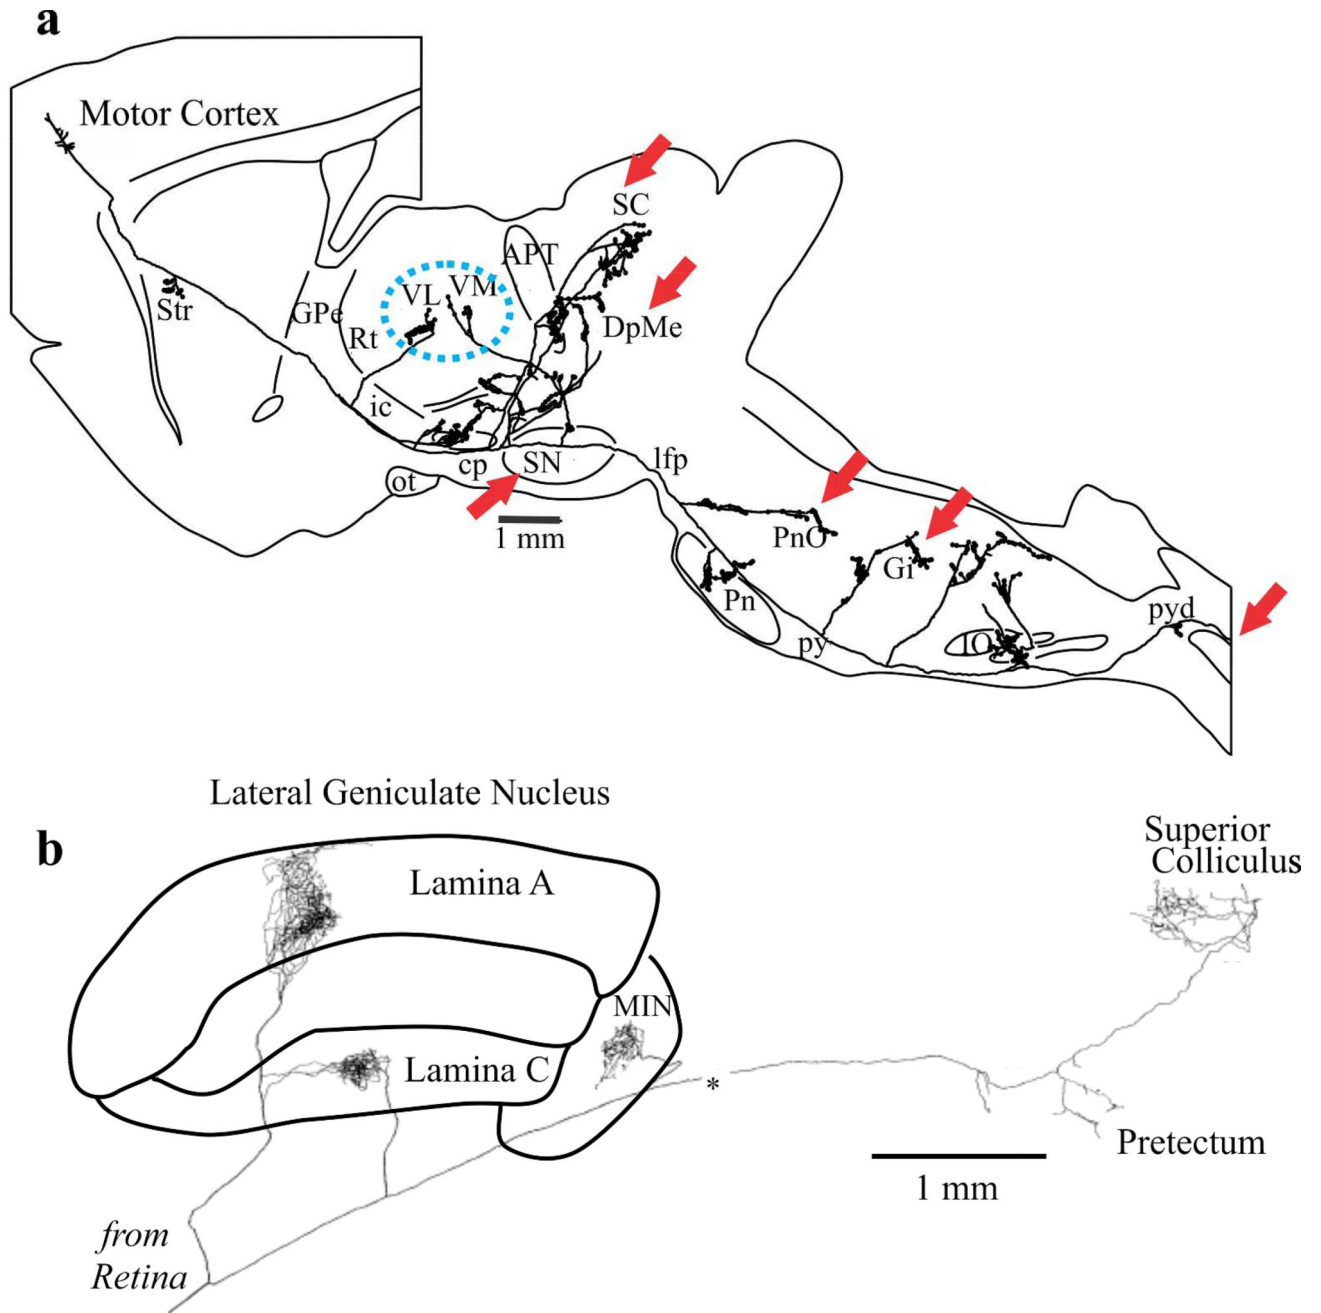 a
Motor Cortex
SC
APT
VL
VM
Str
GPe
DpMe
Rt
ic
cp
SN
lfp
ot
1 mm
PnO
Gi
Pn
pyd
py
IO
Lateral Geniculate Nucleus
b
Superior
Colliculus
Lamina A
MIN
Lamina C
*
Pretectum
1 mm
from
Retina